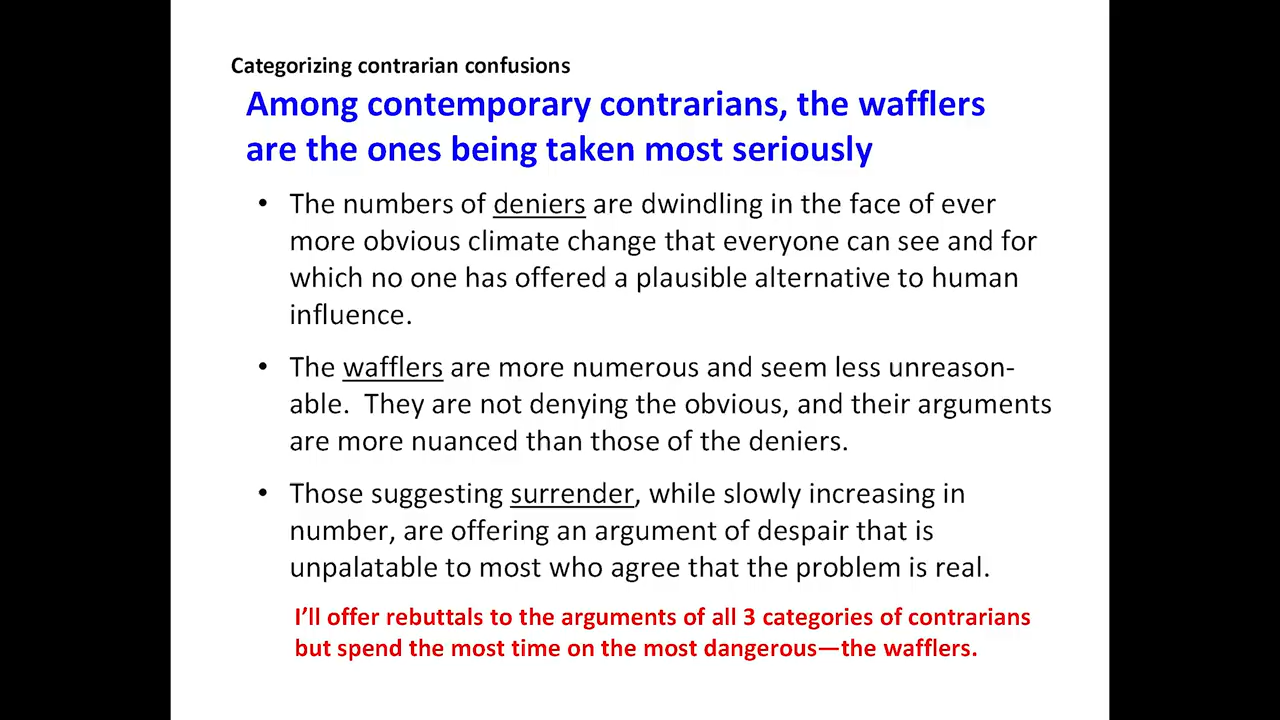 Categorizing contrarian confusions
Among contemporary contrarians, the wafflers
are the ones being taken most seriously
• The numbers of deniers are dwindling in the face of ever
more obvious climate change that everyone can see and for
which no one has offered a plausible alternative to human
influence.
• The wafflers are more numerous and seem less unreason-
able.  They are not denying the obvious, and their arguments
are more nuanced than those of the deniers.
• Those suggesting surrender, while slowly increasing in
number, are offering an argument of despair that is
unpalatable to most who agree that the problem is real.
I’ll offer rebuttals to the arguments of all 3 categories of contrarians
but spend the most time on the most dangerous—the wafflers.